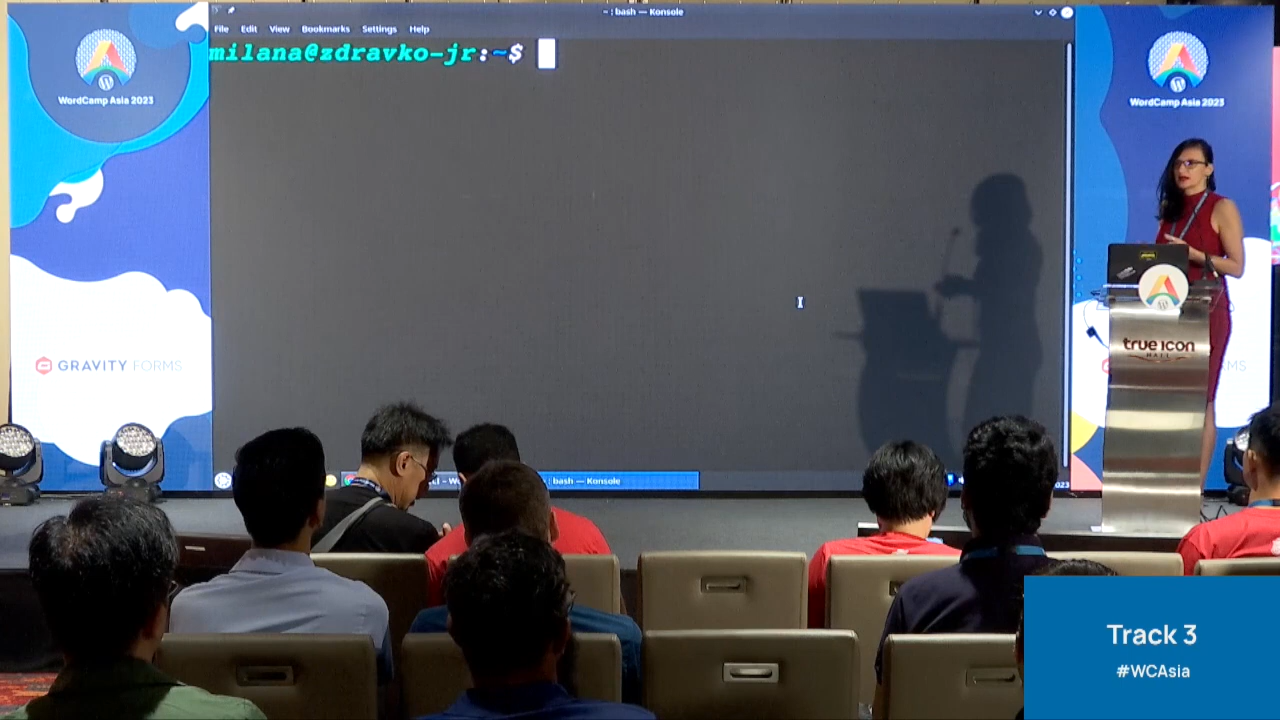 ~ : bash — Konsole
File Edit View Bookmarks Settings Help
milana@zdravko-jr:~$
WordCamp Asia 2023
WordCamp Asia 2023
GRAVITY FORMS
true icon
HALL
: bash — Konsole
Track 3
#WCAsia